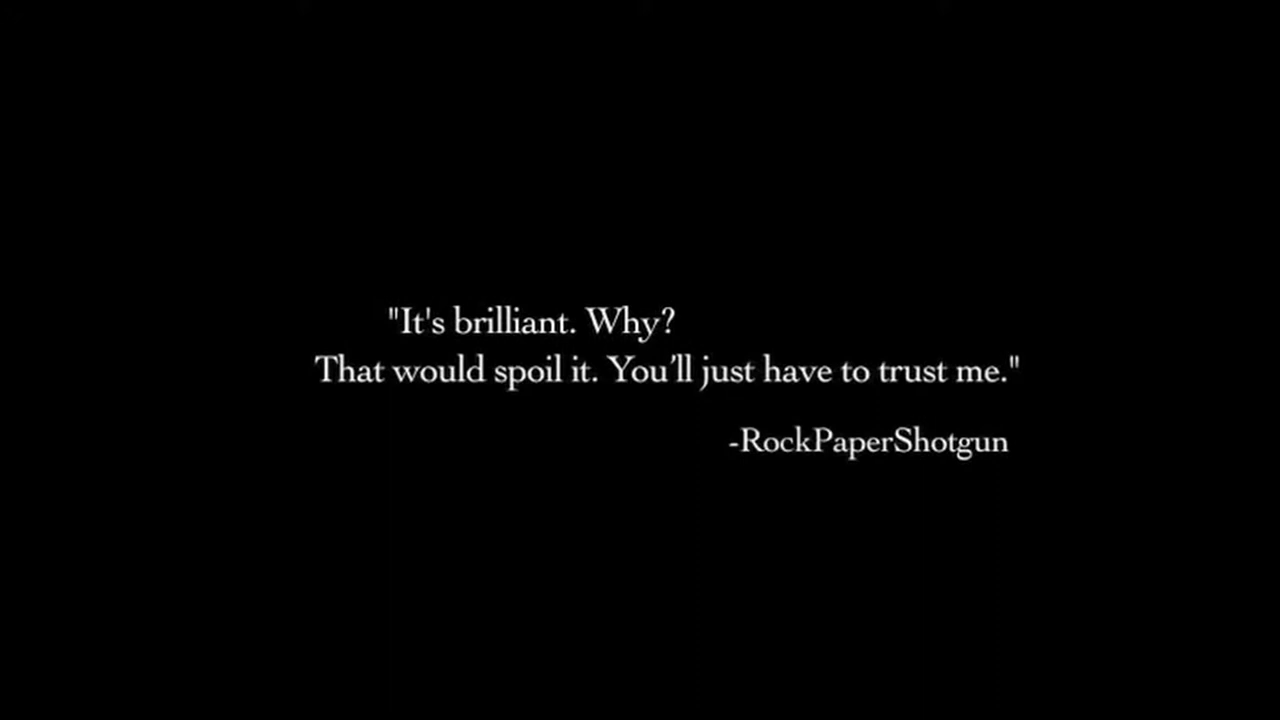 "It's brilliant. Why?
That would spoil it. You’ll just have to trust me."
-RockPaperShotgun